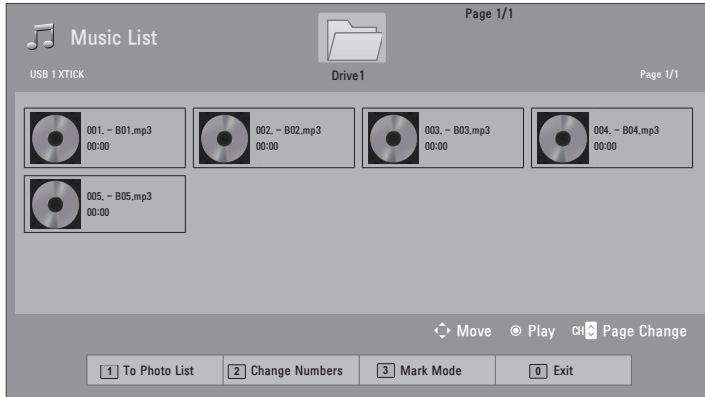 Page 1/1
Music List
USB 1 XTICK
Drive1
Page 1/1
001. - B01.mp3
00:00
002. - B02.mp3
00:00
003. - B03.mp3
00:00
004. - B04.mp3
00:00
005. - B05.mp3
00:00
Move
Play
CH Page Change
1 To Photo List
2 Change Numbers
3 Mark Mode
0 Exit